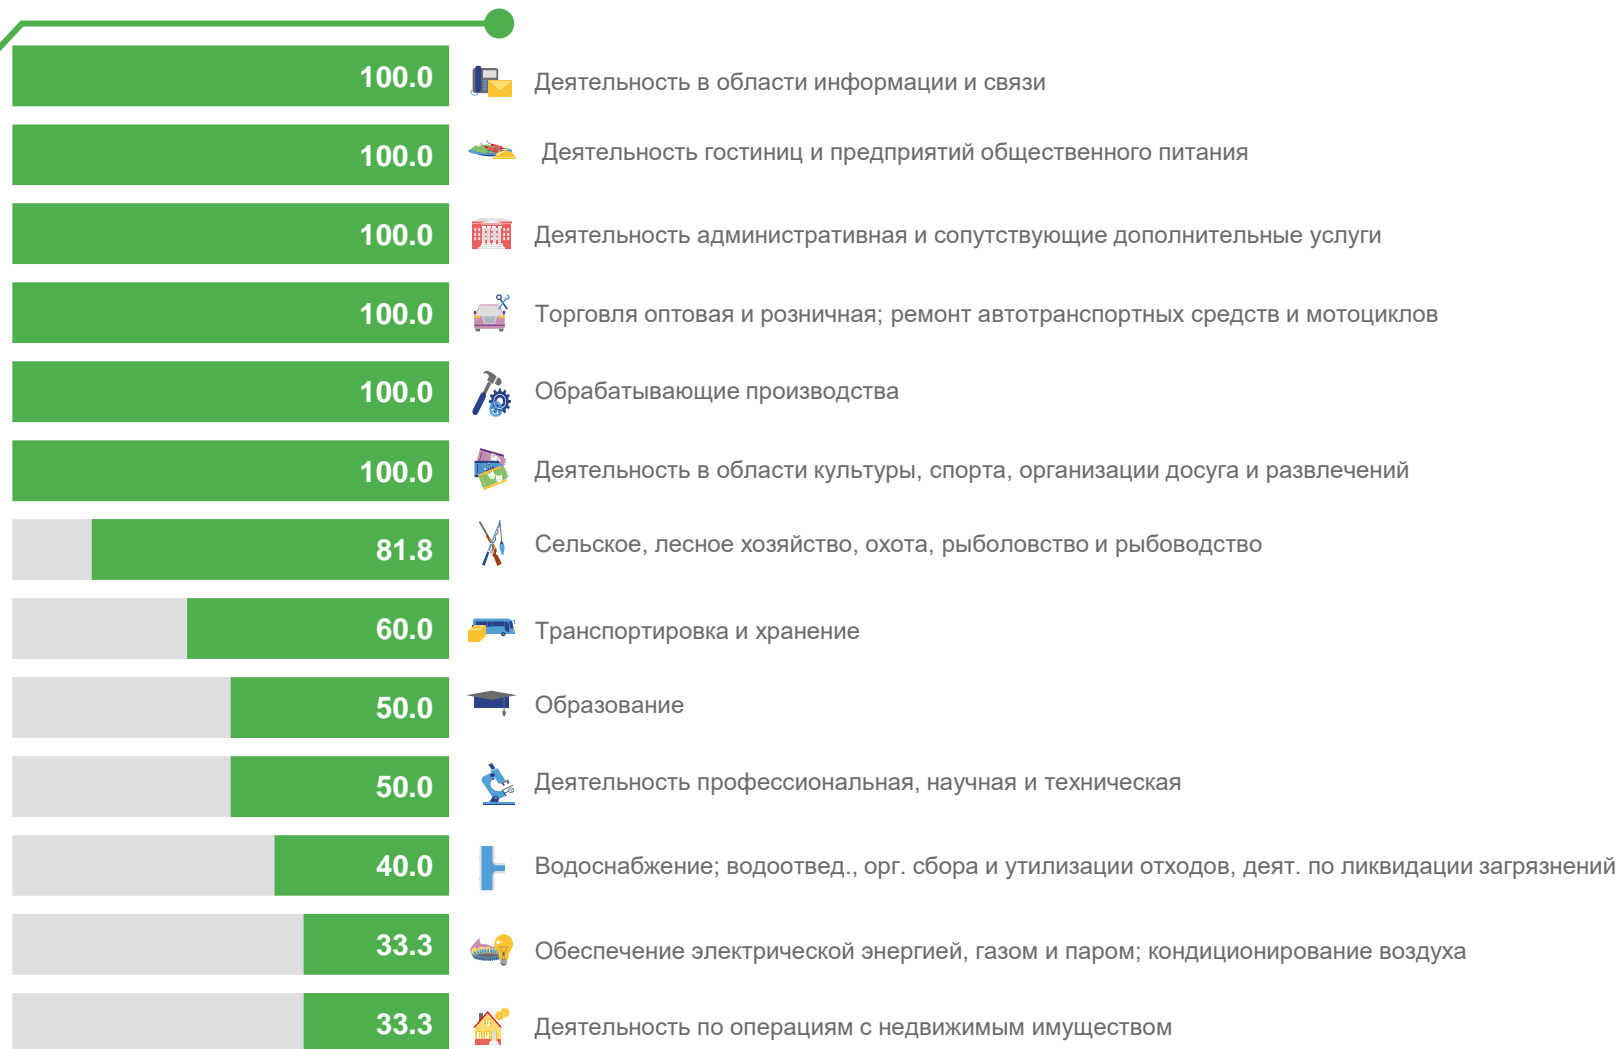 100.0 Деятельность в области информации и связи
100.0 Деятельность гостиниц и предприятий общественного питания
100.0 Деятельность административная и сопутствующие дополнительные услуги
100.0 Торговля оптовая и розничная; ремонт автотранспортных средств и мотоциклов
100.0 Обрабатывающие производства
100.0 Деятельность в области культуры, спорта, организации досуга и развлечений
81.8 Сельское, лесное хозяйство, охота, рыболовство и рыбоводство
60.0 Транспортировка и хранение
50.0 Образование
50.0 Деятельность профессиональная, научная и техническая
40.0 Водоснабжение; водоотвед., орг. сбора и утилизации отходов, деят. по ликвидации загрязнений
33.3 Обеспечение электрической энергией, газом и паром; кондиционирование воздуха
33.3 Деятельность по операциям с недвижимым имуществом